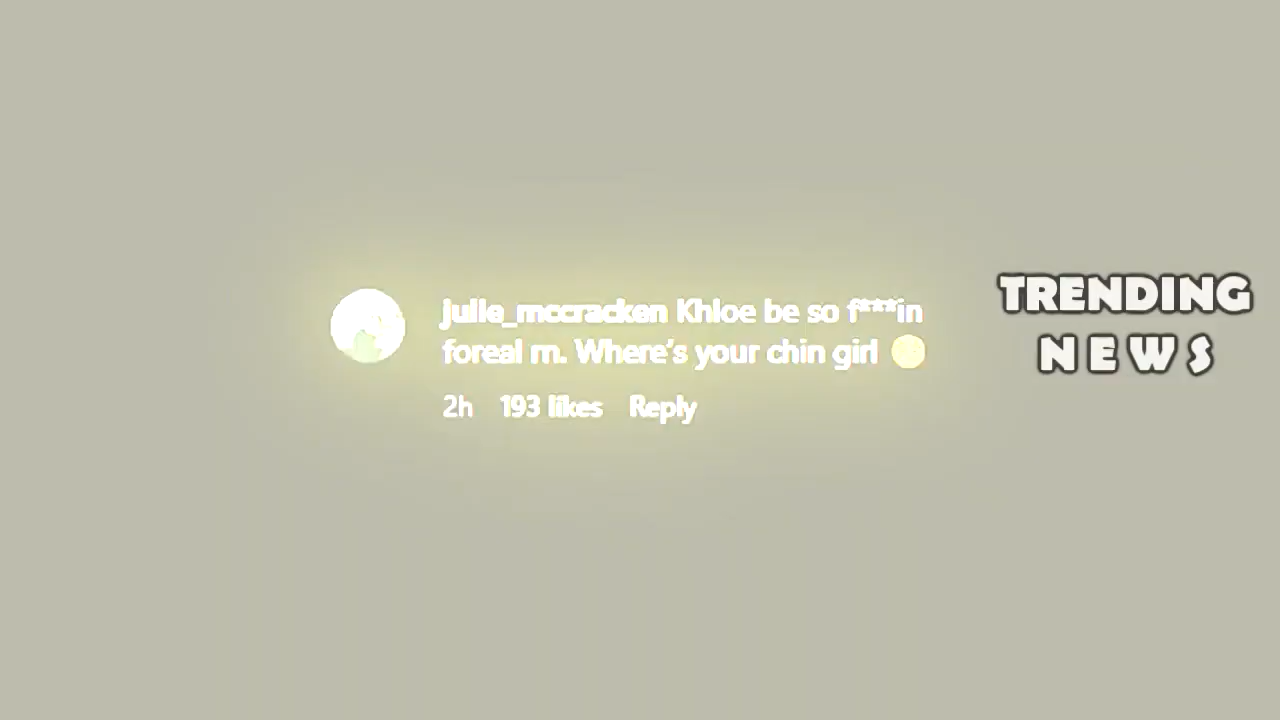 julie_mccracken Khloe be so f***in
foreal rn. Where's your chin girl
2h 193 likes Reply
TRENDING
NEWS